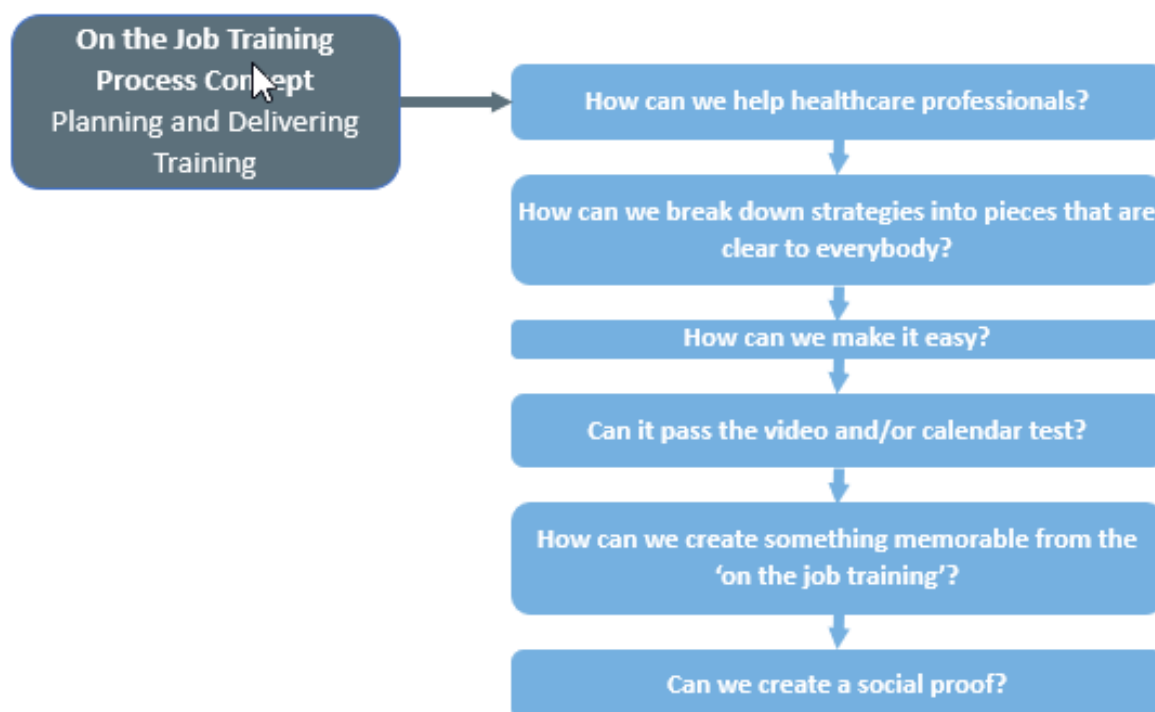 On the Job Training
Process Concept
Planning and Delivering
Training
How can we help healthcare professionals?
How can we break down strategies into pieces that are
clear to everybody?
How can we make it easy?
Can it pass the video and/or calendar test?
How can we create something memorable from the
‘on the job training’?
Can we create a social proof?